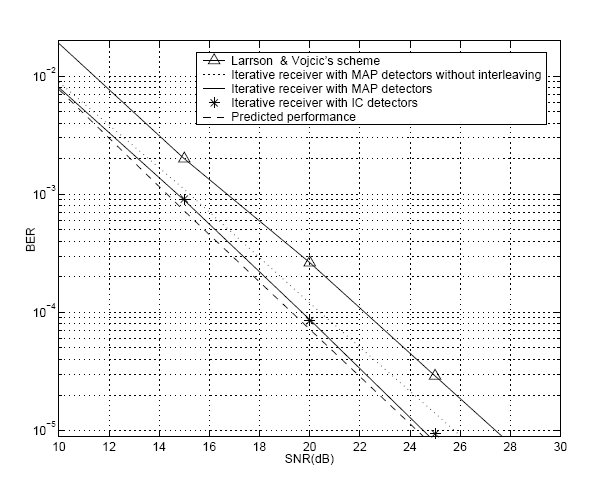 Larrson & Vojcic's scheme
Iterative receiver with MAP detectors without interleaving
Iterative receiver with MAP detectors
Iterative receiver with IC detectors
Predicted performance
10^-2
10^-3
10^-4
10^-5
BER
10 12 14 16 18 20 22 24 26 28 30
SNR(dB)